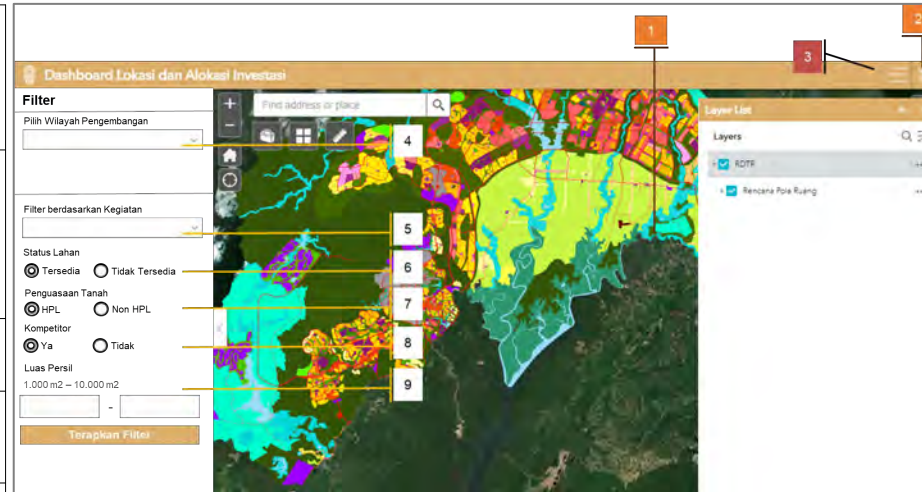 1
2
3
Dashboard Lokasi dan Alokasi Investasi
Filter
Pilih Wilayah Pengembangan
4
Filter berdasarkan Kegiatan
5
Status Lahan
Tersedia Tidak Tersedia
6
Penguasaan Tanah
HPL Non HPL
7
Kompetitor
Ya Tidak
8
Luas Persil
1.000 m2 – 10.000 m2
9
-
Terapkan Filter
+
Find address or place
-
Layer List
Layers
RDTR
Rencana Pola Ruang